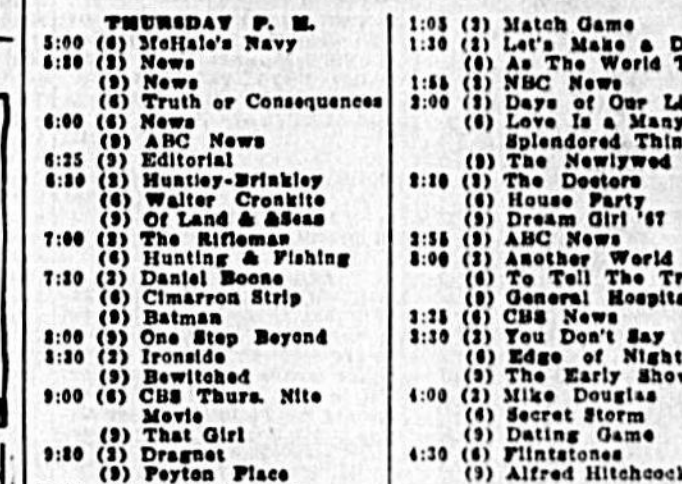 THURSDAY P. M.
5:00 (6) McHale's Navy
5:30 (2) News
(9) News
(6) Truth or Consequences
6:00 (6) News
(9) ABC News
6:25 (9) Editorial
6:30 (2) Huntley-Brinkley
(6) Walter Cronkite
(9) Of Land & &Seas
7:00 (2) The Rifleman
(6) Hunting & Fishing
7:30 (2) Daniel Boone
(6) Cimarron Strip
(9) Batman
8:00 (9) One Step Beyond
8:30 (2) Ironside
(9) Bewitched
9:00 (6) CBS Thurs. Nite
Movie
(9) That Girl
9:30 (2) Dragnet
(9) Peyton Place
1:05 (2) Match Game
1:30 (2) Let's Make a D
(6) As The World T
1:55 (2) NBC News
2:00 (2) Days of Our Li
(6) Love Is a Many
Splendored Thin
(9) The Newlywed
2:30 (2) The Doctors
(6) House Party
(9) Dream Girl '67
2:55 (9) ABC News
3:00 (2) Another World
(6) To Tell The Tr
(9) General Hospita
3:25 (6) CBS News
3:30 (2) You Don't Say
(6) Edge of Night
(9) The Early Show
4:00 (2) Mike Douglas
(6) Secret Storm
(9) Dating Game
4:30 (6) Flintstones
(9) Alfred Hitchcock